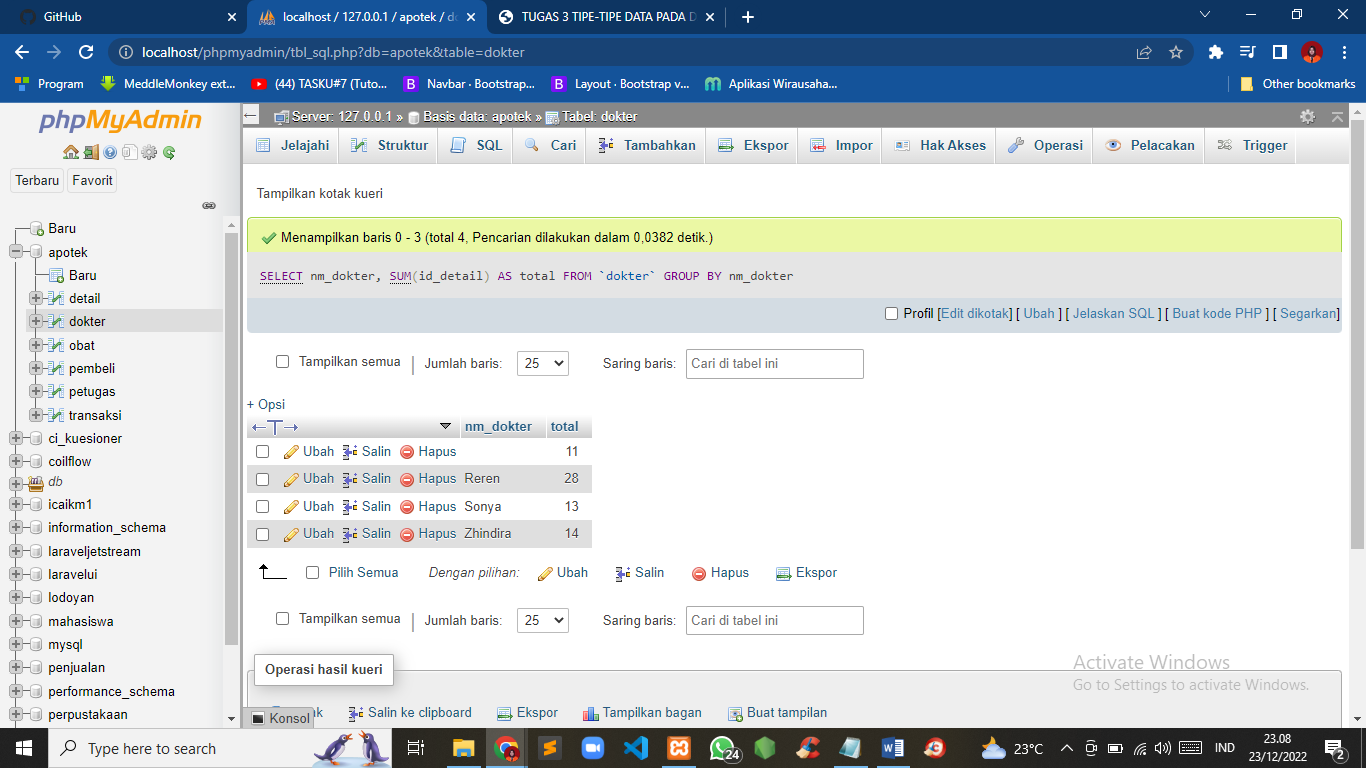 GitHub
localhost / 127.0.0.1 / apotek / do
TUGAS 3 TIPE-TIPE DATA PADA D
localhost/phpmyadmin/tbl_sql.php?db=apotek&table=dokter
Program
MeddleMonkey ext...
(44) TASKU#7 (Tuto...
Navbar · Bootstrap...
Layout · Bootstrap v...
Aplikasi Wirausaha...
Other bookmarks
phpMyAdmin
Terbaru Favorit
Baru
apotek
Baru
detail
dokter
obat
pembeli
petugas
transaksi
ci_kuesioner
coilflow
db
icaikm1
information_schema
laraveljetstream
laravelui
lodoyan
mahasiswa
mysql
penjualan
performance_schema
perpustakaan
Server: 127.0.0.1 » Basis data: apotek » Tabel: dokter
Jelajahi Struktur SQL Cari Tambahkan Ekspor Impor Hak Akses Operasi Pelacakan Trigger
Tampilkan kotak kueri
Menampilkan baris 0 - 3 (total 4, Pencarian dilakukan dalam 0,0382 detik.)
SELECT nm_dokter, SUM(id_detail) AS total FROM `dokter` GROUP BY nm_dokter
Profil [Edit dikotak] [ Ubah ] [ Jelaskan SQL ] [ Buat kode PHP ] [ Segarkan]
Tampilkan semua | Jumlah baris: 25 Saring baris: Cari di tabel ini
+ Opsi
←T→ nm_dokter total
Ubah Salin Hapus 11
Ubah Salin Hapus Reren 28
Ubah Salin Hapus Sonya 13
Ubah Salin Hapus Zhindira 14
Pilih Semua Dengan pilihan: Ubah Salin Hapus Ekspor
Tampilkan semua | Jumlah baris: 25 Saring baris: Cari di tabel ini
Operasi hasil kueri
Salin ke clipboard Ekspor Tampilkan bagan Buat tampilan
Konsol
Activate Windows
Go to Settings to activate Windows.
Type here to search
24
23°C
IND
23.08
23/12/2022
2